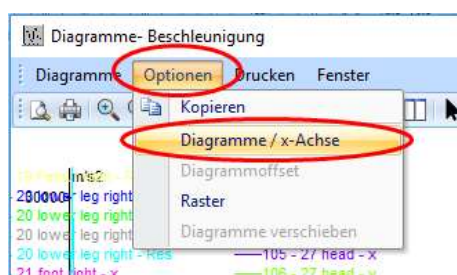 Diagramme- Beschleunigung
Diagramme Optionen Drucken Fenster
Kopieren
Diagramme / x-Achse
Diagrammoffset
Raster
Diagramme verschieben
m's2
20 lower leg right
20 lower leg right
20 lower leg right - Res
21 foot right - x
105 - 27 head - x
106 - 27 head - y